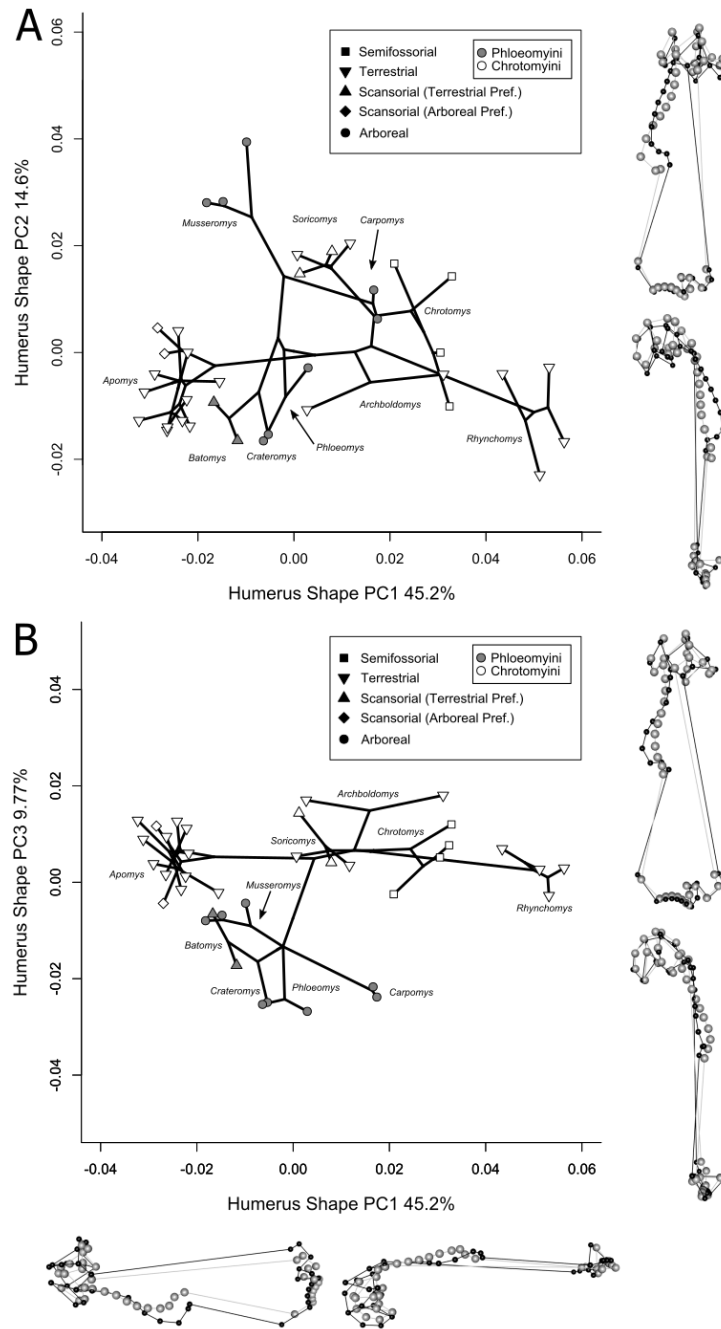 A
0.06
0.04
0.02
0.00
-0.02
Humerus Shape PC2 14.6%
Semifossorial
Terrestrial
Scansorial (Terrestrial Pref.)
Scansorial (Arboreal Pref.)
Arboreal
Phloeomyini
Chrotomyini
Musseromys
Soricomys
Carpomys
Chrotomys
Apomys
Archboldomys
Rhynchomys
Batomys
Crateromys
Phloeomys
-0.04 -0.02 0.00 0.02 0.04 0.06
Humerus Shape PC1 45.2%
B
0.04
0.02
0.00
-0.02
-0.04
Humerus Shape PC3 9.77%
Semifossorial
Terrestrial
Scansorial (Terrestrial Pref.)
Scansorial (Arboreal Pref.)
Arboreal
Phloeomyini
Chrotomyini
Archboldomys
Soricomys
Chrotomys
Apomys
Musseromys
Rhynchomys
Batomys
Crateromys
Phloeomys
Carpomys
-0.04 -0.02 0.00 0.02 0.04 0.06
Humerus Shape PC1 45.2%